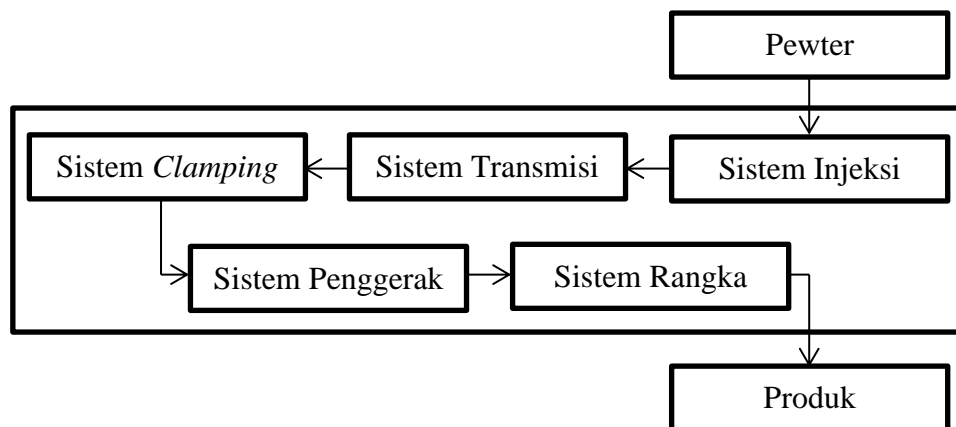 Pewter
Sistem Clamping
Sistem Transmisi
Sistem Injeksi
Sistem Penggerak
Sistem Rangka
Produk